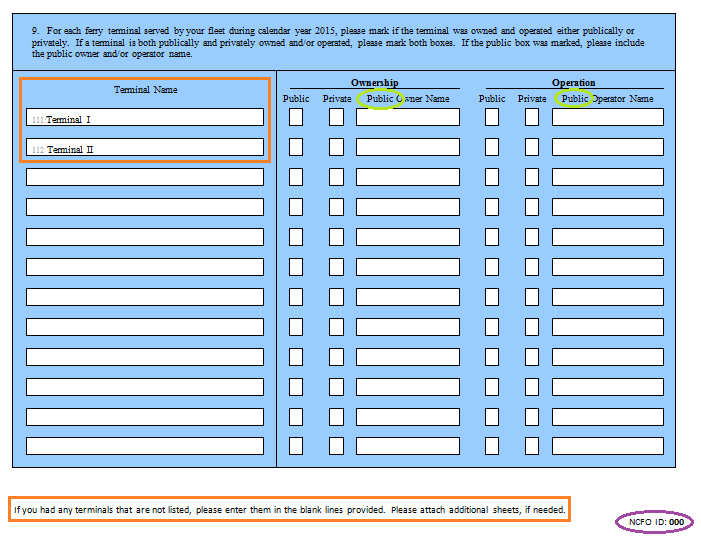 9. For each ferry terminal served by your fleet during calendar year 2015, please mark if the terminal was owned and operated either publically or
privately. If a terminal is both publically and privately owned and/or operated, please mark both boxes. If the public box was marked, please include
the public owner and/or operator name.
Terminal Name
Ownership
Operation
Public Private Public Owner Name Public Private Public Operator Name
111 Terminal I
112 Terminal II
If you had any terminals that are not listed, please enter them in the blank lines provided. Please attach additional sheets, if needed.
NCFO ID: 000